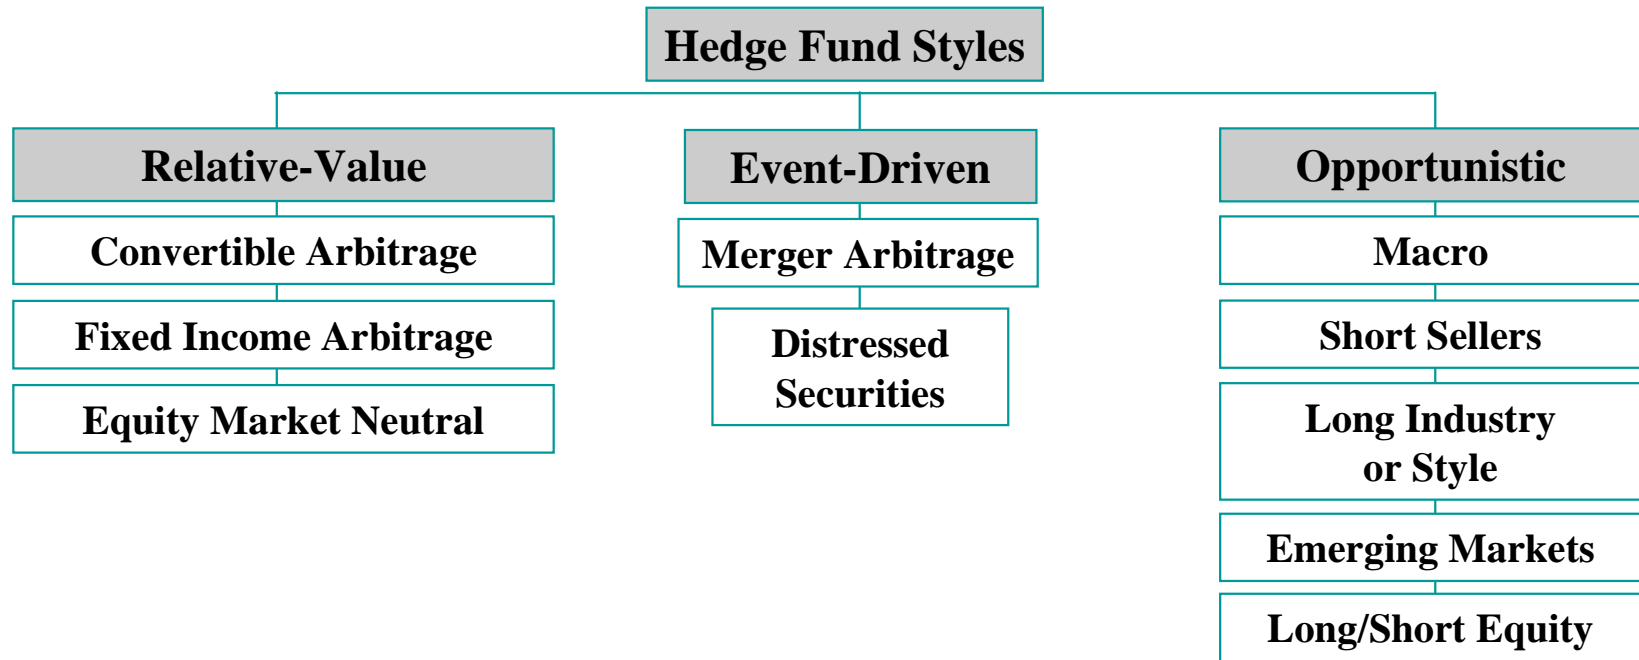 Hedge Fund Styles
Relative-Value
Convertible Arbitrage
Fixed Income Arbitrage
Equity Market Neutral
Event-Driven
Merger Arbitrage
Distressed
Securities
Opportunistic
Macro
Short Sellers
Long Industry
or Style
Emerging Markets
Long/Short Equity